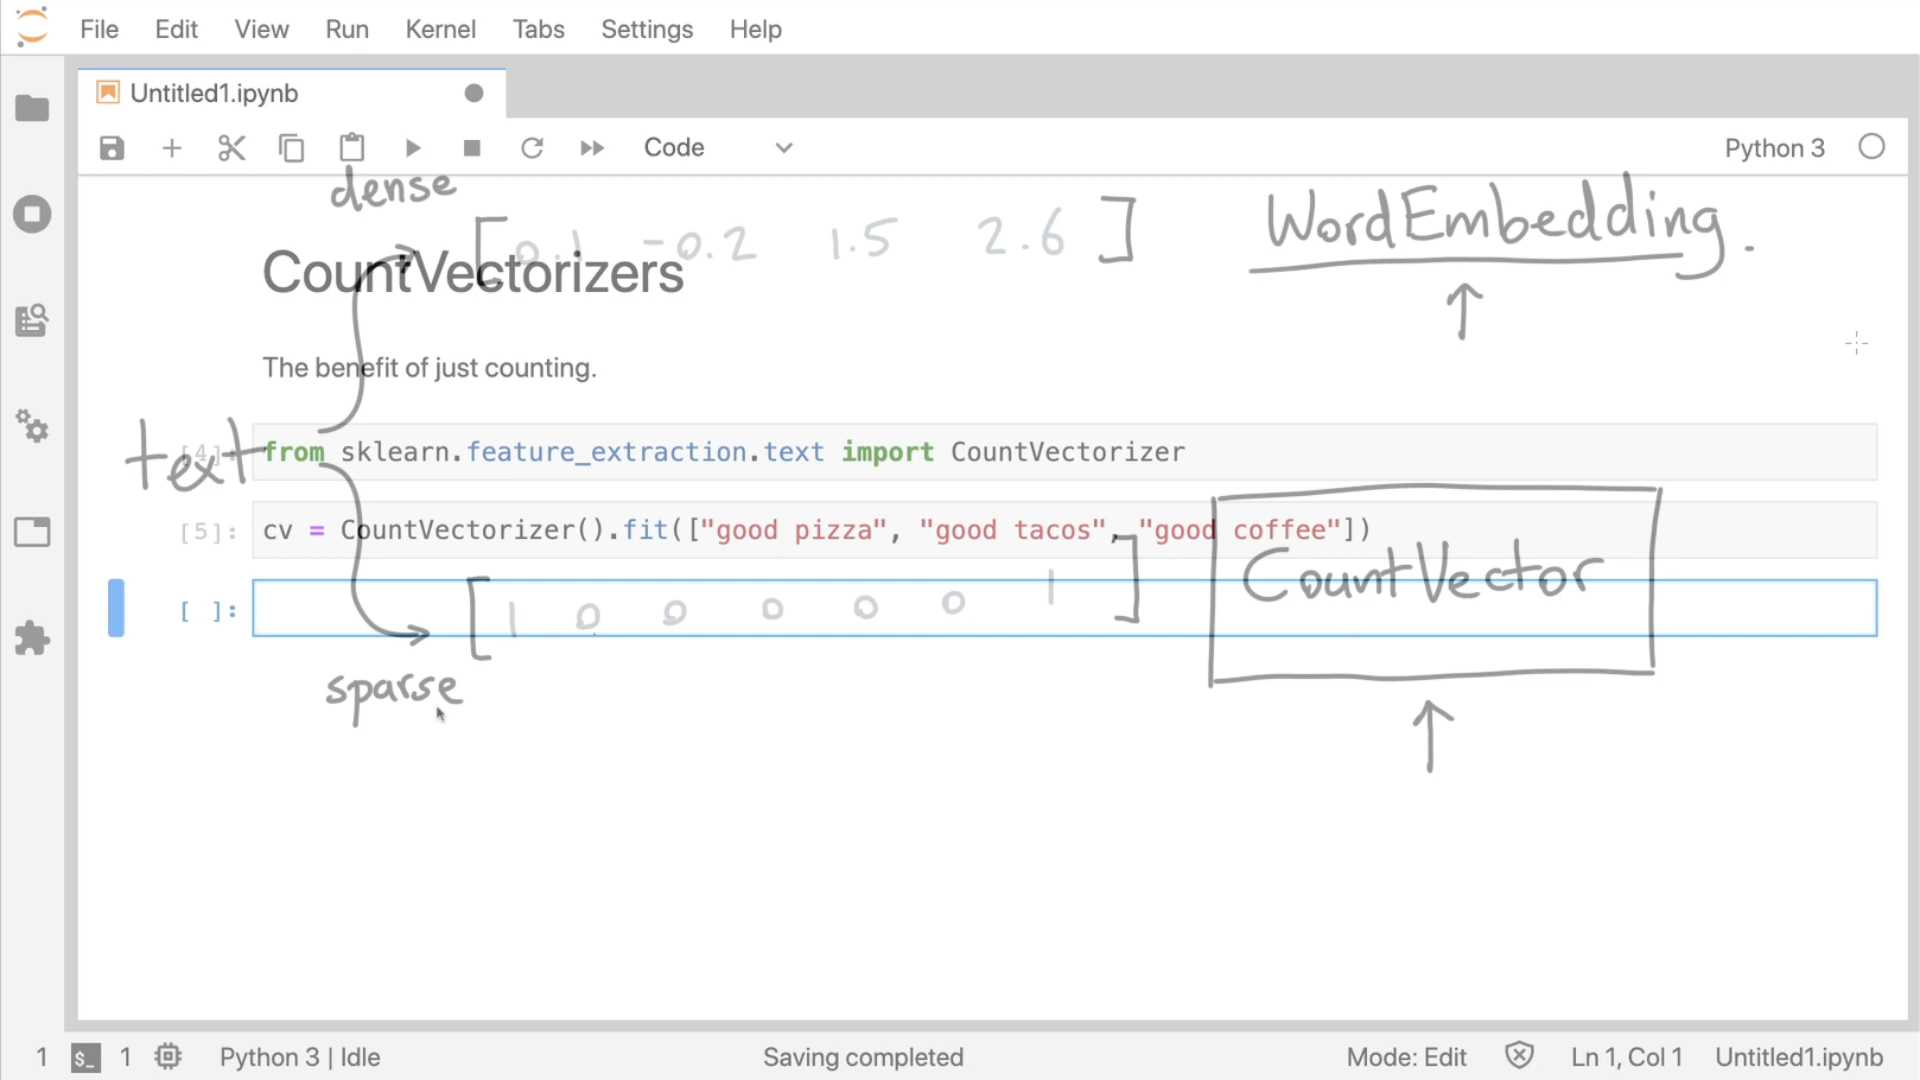 File Edit View Run Kernel Tabs Settings Help
Untitled1.ipynb
Code
Python 3
dense
[ 0.1 -0.2 1.5 2.6 ]
WordEmbedding.
CountVectorizers
The benefit of just counting.
text
[4]: from sklearn.feature_extraction.text import CountVectorizer
[5]: cv = CountVectorizer().fit(["good pizza", "good tacos", "good coffee"])
CountVector
[ ]:
[ 1 0 0 0 0 0 1 ]
sparse
1 $_ 1 Python 3 | Idle Saving completed Mode: Edit Ln 1, Col 1 Untitled1.ipynb